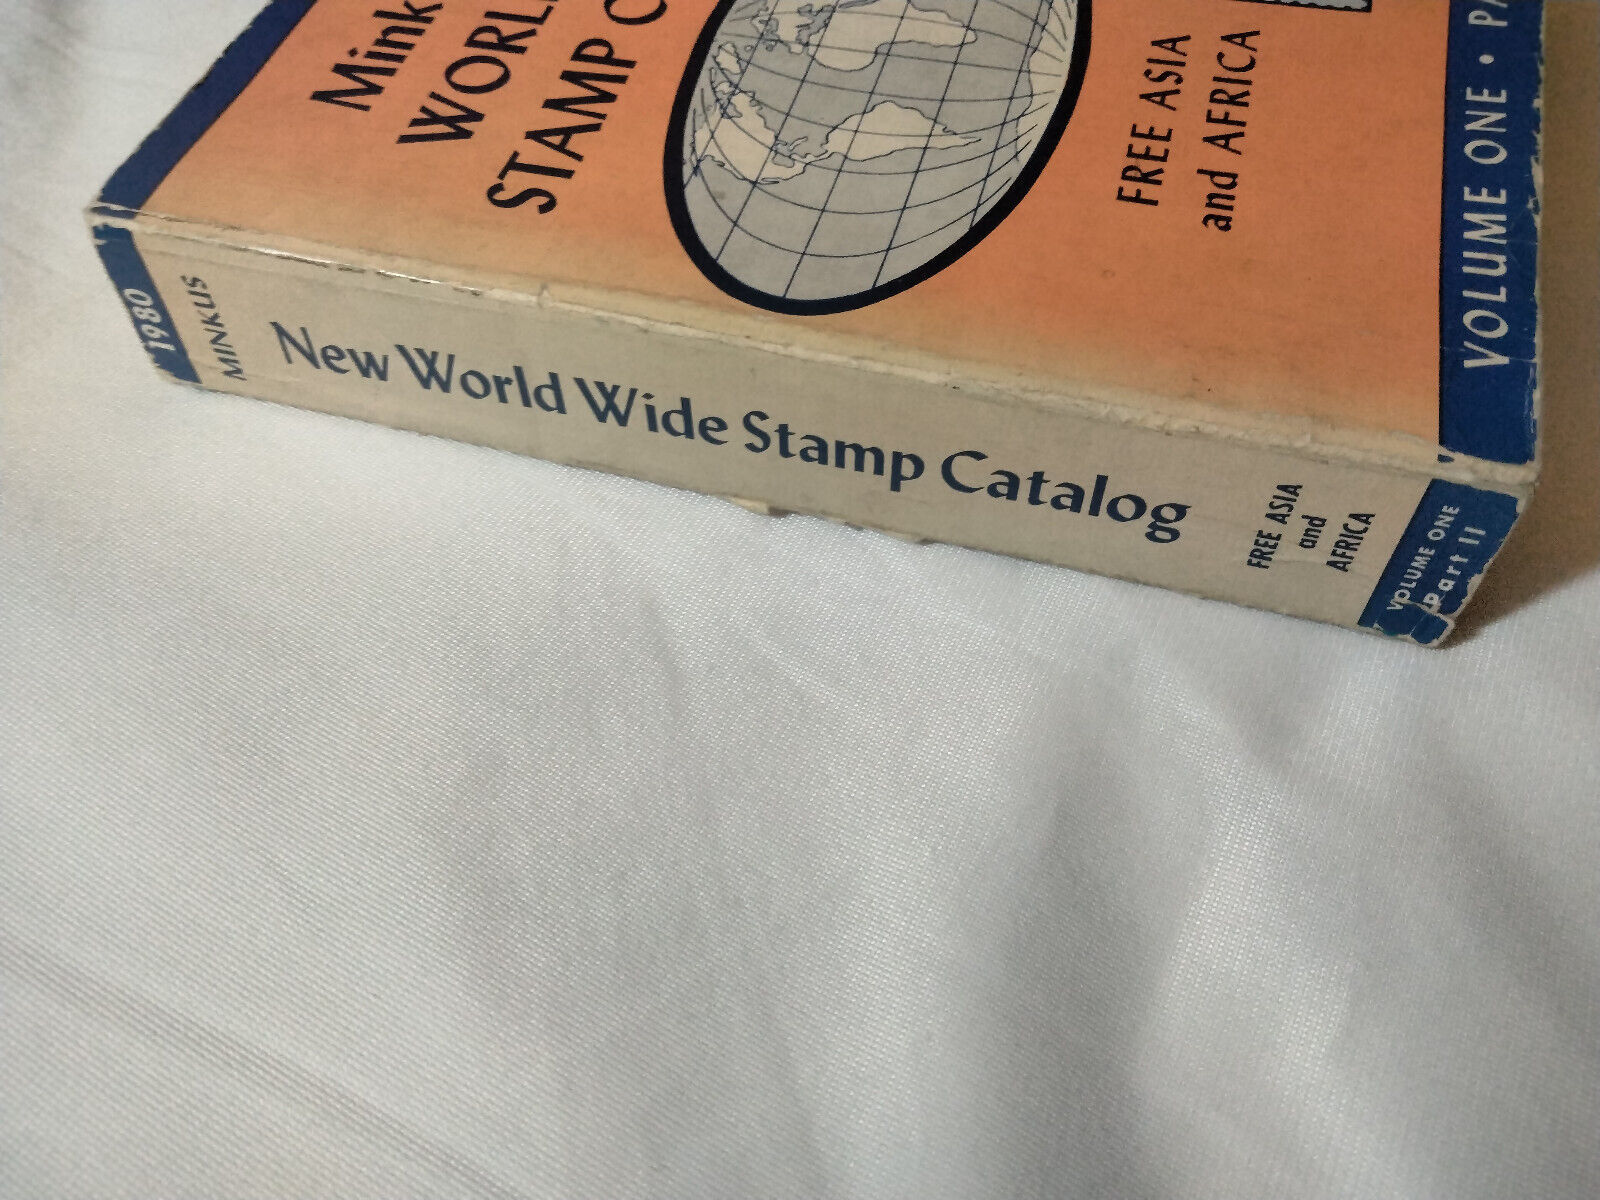 Mink
WORL
STAMP C
FREE ASIA
and AFRICA
VOLUME ONE • PA
1980
MINKUS
New World Wide Stamp Catalog
FREE ASIA
and
AFRICA
VOLUME ONE
Part II